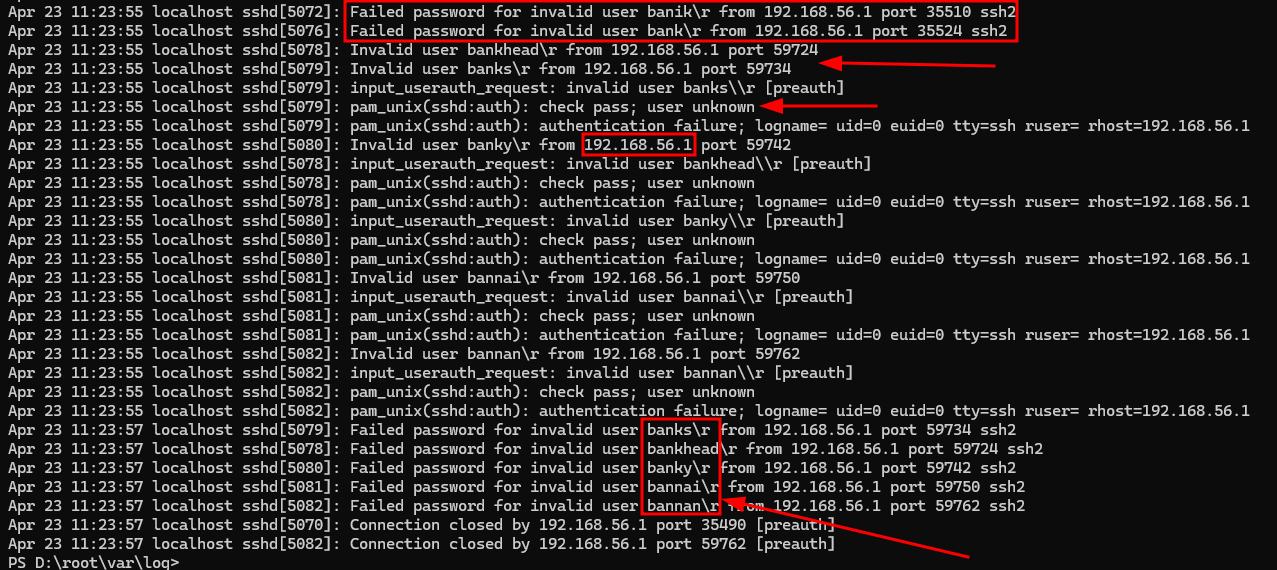 Apr 23 11:23:55 localhost sshd[5072]: Failed password for invalid user banik\r from 192.168.56.1 port 35510 ssh2
Apr 23 11:23:55 localhost sshd[5076]: Failed password for invalid user bank\r from 192.168.56.1 port 35524 ssh2
Apr 23 11:23:55 localhost sshd[5078]: Invalid user bankhead\r from 192.168.56.1 port 59724
Apr 23 11:23:55 localhost sshd[5079]: Invalid user banks\r from 192.168.56.1 port 59734
Apr 23 11:23:55 localhost sshd[5079]: input_userauth_request: invalid user banks\\r [preauth]
Apr 23 11:23:55 localhost sshd[5079]: pam_unix(sshd:auth): check pass; user unknown
Apr 23 11:23:55 localhost sshd[5079]: pam_unix(sshd:auth): authentication failure; logname= uid=0 euid=0 tty=ssh ruser= rhost=192.168.56.1
Apr 23 11:23:55 localhost sshd[5080]: Invalid user banky\r from 192.168.56.1 port 59742
Apr 23 11:23:55 localhost sshd[5078]: input_userauth_request: invalid user bankhead\\r [preauth]
Apr 23 11:23:55 localhost sshd[5078]: pam_unix(sshd:auth): check pass; user unknown
Apr 23 11:23:55 localhost sshd[5078]: pam_unix(sshd:auth): authentication failure; logname= uid=0 euid=0 tty=ssh ruser= rhost=192.168.56.1
Apr 23 11:23:55 localhost sshd[5080]: input_userauth_request: invalid user banky\\r [preauth]
Apr 23 11:23:55 localhost sshd[5080]: pam_unix(sshd:auth): check pass; user unknown
Apr 23 11:23:55 localhost sshd[5080]: pam_unix(sshd:auth): authentication failure; logname= uid=0 euid=0 tty=ssh ruser= rhost=192.168.56.1
Apr 23 11:23:55 localhost sshd[5081]: Invalid user bannai\r from 192.168.56.1 port 59750
Apr 23 11:23:55 localhost sshd[5081]: input_userauth_request: invalid user bannai\\r [preauth]
Apr 23 11:23:55 localhost sshd[5081]: pam_unix(sshd:auth): check pass; user unknown
Apr 23 11:23:55 localhost sshd[5081]: pam_unix(sshd:auth): authentication failure; logname= uid=0 euid=0 tty=ssh ruser= rhost=192.168.56.1
Apr 23 11:23:55 localhost sshd[5082]: Invalid user bannan\r from 192.168.56.1 port 59762
Apr 23 11:23:55 localhost sshd[5082]: input_userauth_request: invalid user bannan\\r [preauth]
Apr 23 11:23:55 localhost sshd[5082]: pam_unix(sshd:auth): check pass; user unknown
Apr 23 11:23:55 localhost sshd[5082]: pam_unix(sshd:auth): authentication failure; logname= uid=0 euid=0 tty=ssh ruser= rhost=192.168.56.1
Apr 23 11:23:57 localhost sshd[5079]: Failed password for invalid user banks\r from 192.168.56.1 port 59734 ssh2
Apr 23 11:23:57 localhost sshd[5078]: Failed password for invalid user bankhead\r from 192.168.56.1 port 59724 ssh2
Apr 23 11:23:57 localhost sshd[5080]: Failed password for invalid user banky\r from 192.168.56.1 port 59742 ssh2
Apr 23 11:23:57 localhost sshd[5081]: Failed password for invalid user bannai\r from 192.168.56.1 port 59750 ssh2
Apr 23 11:23:57 localhost sshd[5082]: Failed password for invalid user bannan\r from 192.168.56.1 port 59762 ssh2
Apr 23 11:23:57 localhost sshd[5070]: Connection closed by 192.168.56.1 port 35490 [preauth]
Apr 23 11:23:57 localhost sshd[5082]: Connection closed by 192.168.56.1 port 59762 [preauth]
PS D:\root\var\log>